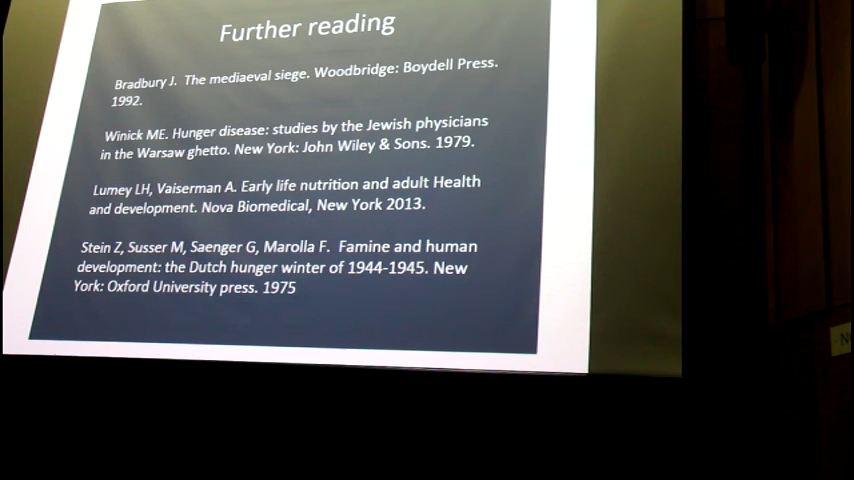 Further reading
Bradbury J. The mediaeval siege. Woodbridge: Boydell Press.
1992.
Winick ME. Hunger disease: studies by the Jewish physicians
in the Warsaw ghetto. New York: John Wiley & Sons. 1979.
Lumey LH, Vaiserman A. Early life nutrition and adult Health
and development. Nova Biomedical, New York 2013.
Stein Z, Susser M, Saenger G, Marolla F. Famine and human
development: the Dutch hunger winter of 1944-1945. New
York: Oxford University press. 1975